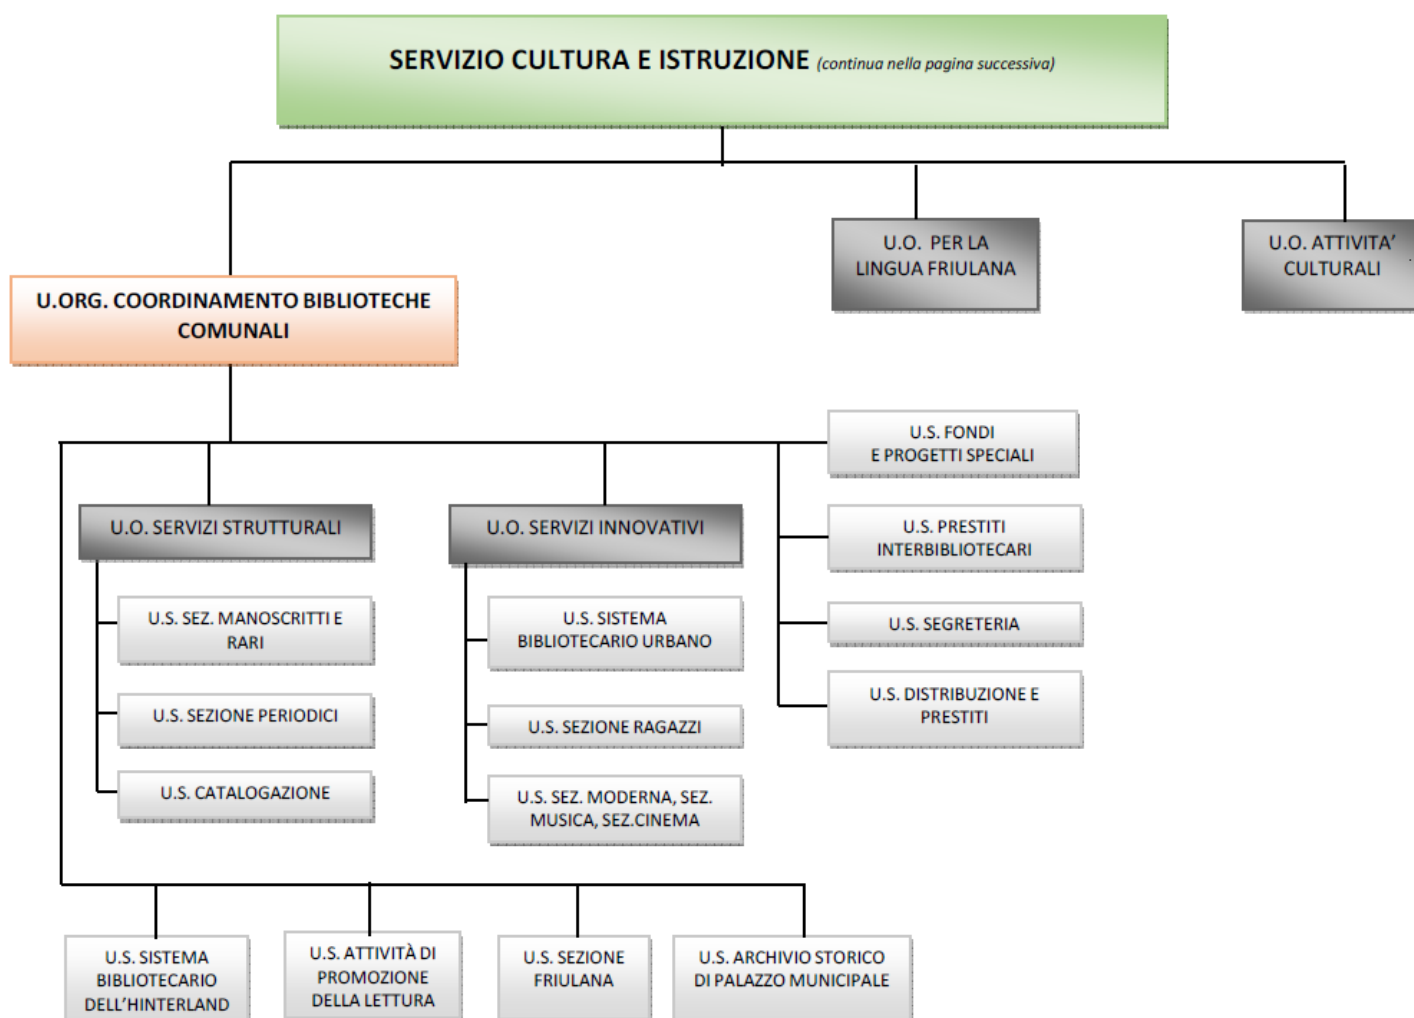 SERVIZIO CULTURA E ISTRUZIONE (continua nella pagina successiva)
U.O. PER LA
LINGUA FRIULANA
U.O. ATTIVITA’
CULTURALI
U.ORG. COORDINAMENTO BIBLIOTECHE
COMUNALI
U.S. FONDI
E PROGETTI SPECIALI
U.O. SERVIZI STRUTTURALI
U.O. SERVIZI INNOVATIVI
U.S. PRESTITI
INTERBIBLIOTECARI
U.S. SEZ. MANOSCRITTI E
RARI
U.S. SISTEMA
BIBLIOTECARIO URBANO
U.S. SEGRETERIA
U.S. SEZIONE PERIODICI
U.S. SEZIONE RAGAZZI
U.S. DISTRIBUZIONE E
PRESTITI
U.S. CATALOGAZIONE
U.S. SEZ. MODERNA, SEZ.
MUSICA, SEZ.CINEMA
U.S. SISTEMA
BIBLIOTECARIO
DELL’HINTERLAND
U.S. ATTIVITÀ DI
PROMOZIONE
DELLA LETTURA
U.S. SEZIONE
FRIULANA
U.S. ARCHIVIO STORICO
DI PALAZZO MUNICIPALE